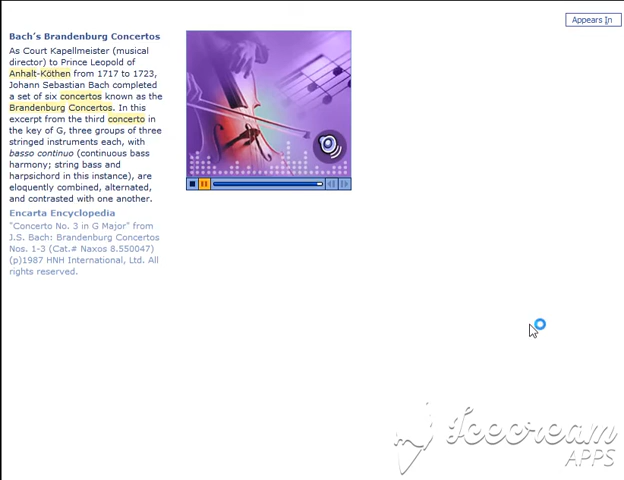 Appears In
Bach's Brandenburg Concertos
As Court Kapellmeister (musical
director) to Prince Leopold of
Anhalt-Köthen from 1717 to 1723,
Johann Sebastian Bach completed
a set of six concertos known as the
Brandenburg Concertos. In this
excerpt from the third concerto in
the key of G, three groups of three
stringed instruments each, with
basso continuo (continuous bass
harmony; string bass and
harpsichord in this instance), are
eloquently combined, alternated,
and contrasted with one another.
Encarta Encyclopedia
"Concerto No. 3 in G Major" from
J.S. Bach: Brandenburg Concertos
Nos. 1-3 (Cat.# Naxos 8.550047)
(p)1987 HNH International, Ltd. All
rights reserved.
Icecream
APPS